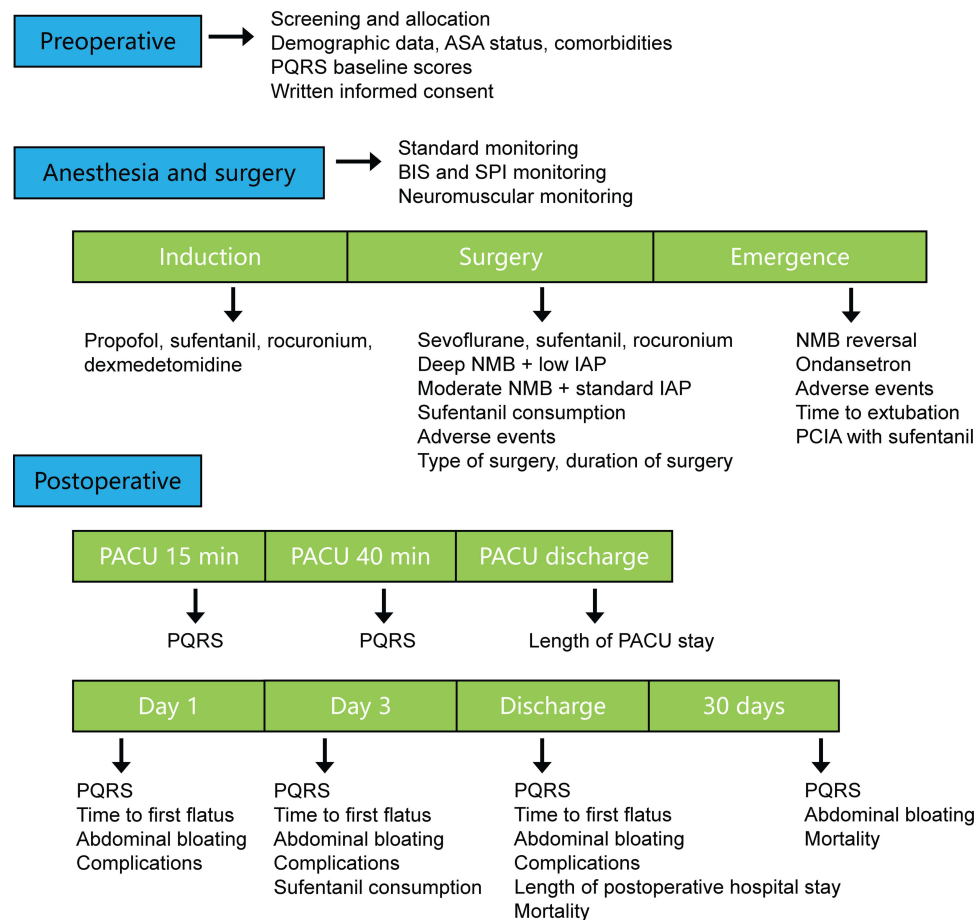 Preoperative
Screening and allocation
Demographic data, ASA status, comorbidities
PQRS baseline scores
Written informed consent
Anesthesia and surgery
Standard monitoring
BIS and SPI monitoring
Neuromuscular monitoring
Induction
Surgery
Emergence
Propofol, sufentanil, rocuronium,
dexmedetomidine
Sevoflurane, sufentanil, rocuronium
Deep NMB + low IAP
Moderate NMB + standard IAP
Sufentanil consumption
Adverse events
Type of surgery, duration of surgery
NMB reversal
Ondansetron
Adverse events
Time to extubation
PCIA with sufentanil
Postoperative
PACU 15 min
PACU 40 min
PACU discharge
PQRS
PQRS
Length of PACU stay
Day 1
Day 3
Discharge
30 days
PQRS
Time to first flatus
Abdominal bloating
Complications
PQRS
Time to first flatus
Abdominal bloating
Complications
Sufentanil consumption
PQRS
Time to first flatus
Abdominal bloating
Complications
Length of postoperative hospital stay
Mortality
PQRS
Abdominal bloating
Mortality